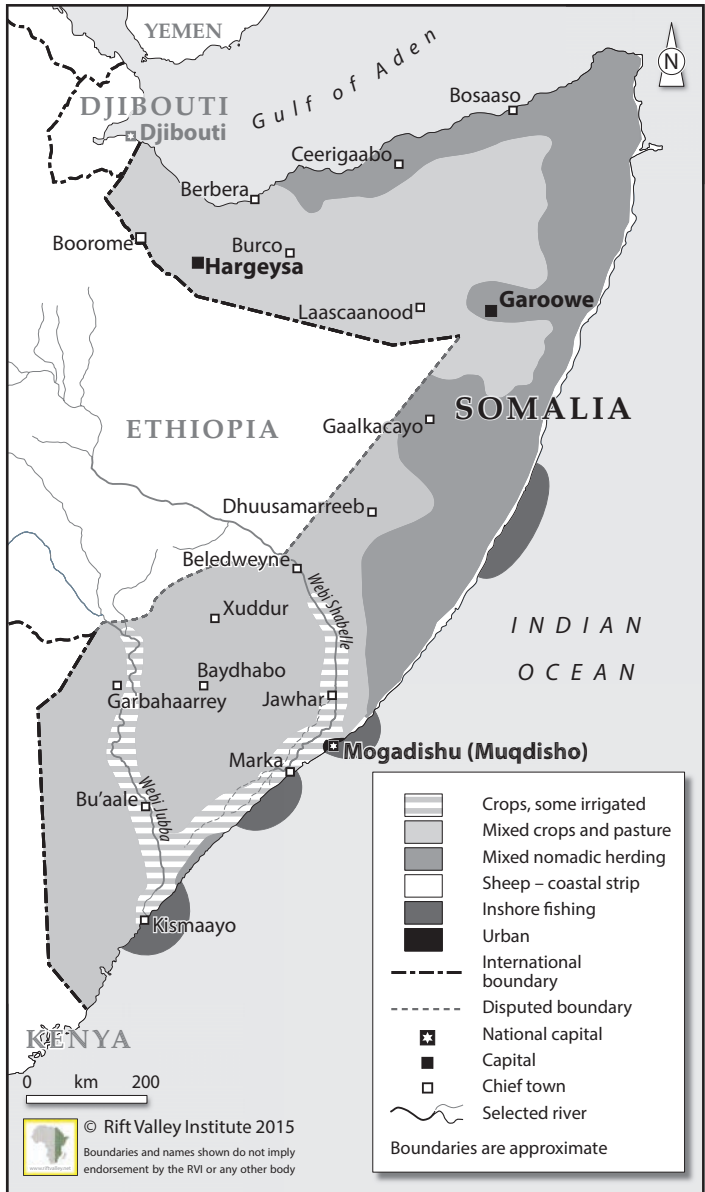 YEMEN
Gulf of Aden
N
DJIBOUTI
Djibouti
Bosaaso
Ceerigaabo
Berbera
Boorome
Burco
Hargeysa
Garoowe
Laascaanood
SOMALIA
ETHIOPIA
Gaalkacayo
Dhuusamarreeb
Beledweyne
Webi Shabelle
Xuddur
INDIAN
OCEAN
Baydhabo
Garbahaarrey
Jawhar
Mogadishu (Muqdisho)
Marka
Bu'aale
Webi Jubba
Kismaayo
KENYA
Crops, some irrigated
Mixed crops and pasture
Mixed nomadic herding
Sheep – coastal strip
Inshore fishing
Urban
International
boundary
Disputed boundary
National capital
Capital
Chief town
Selected river
Boundaries are approximate
0 km 200
© Rift Valley Institute 2015
Boundaries and names shown do not imply
endorsement by the RVI or any other body
www.riftvalley.net